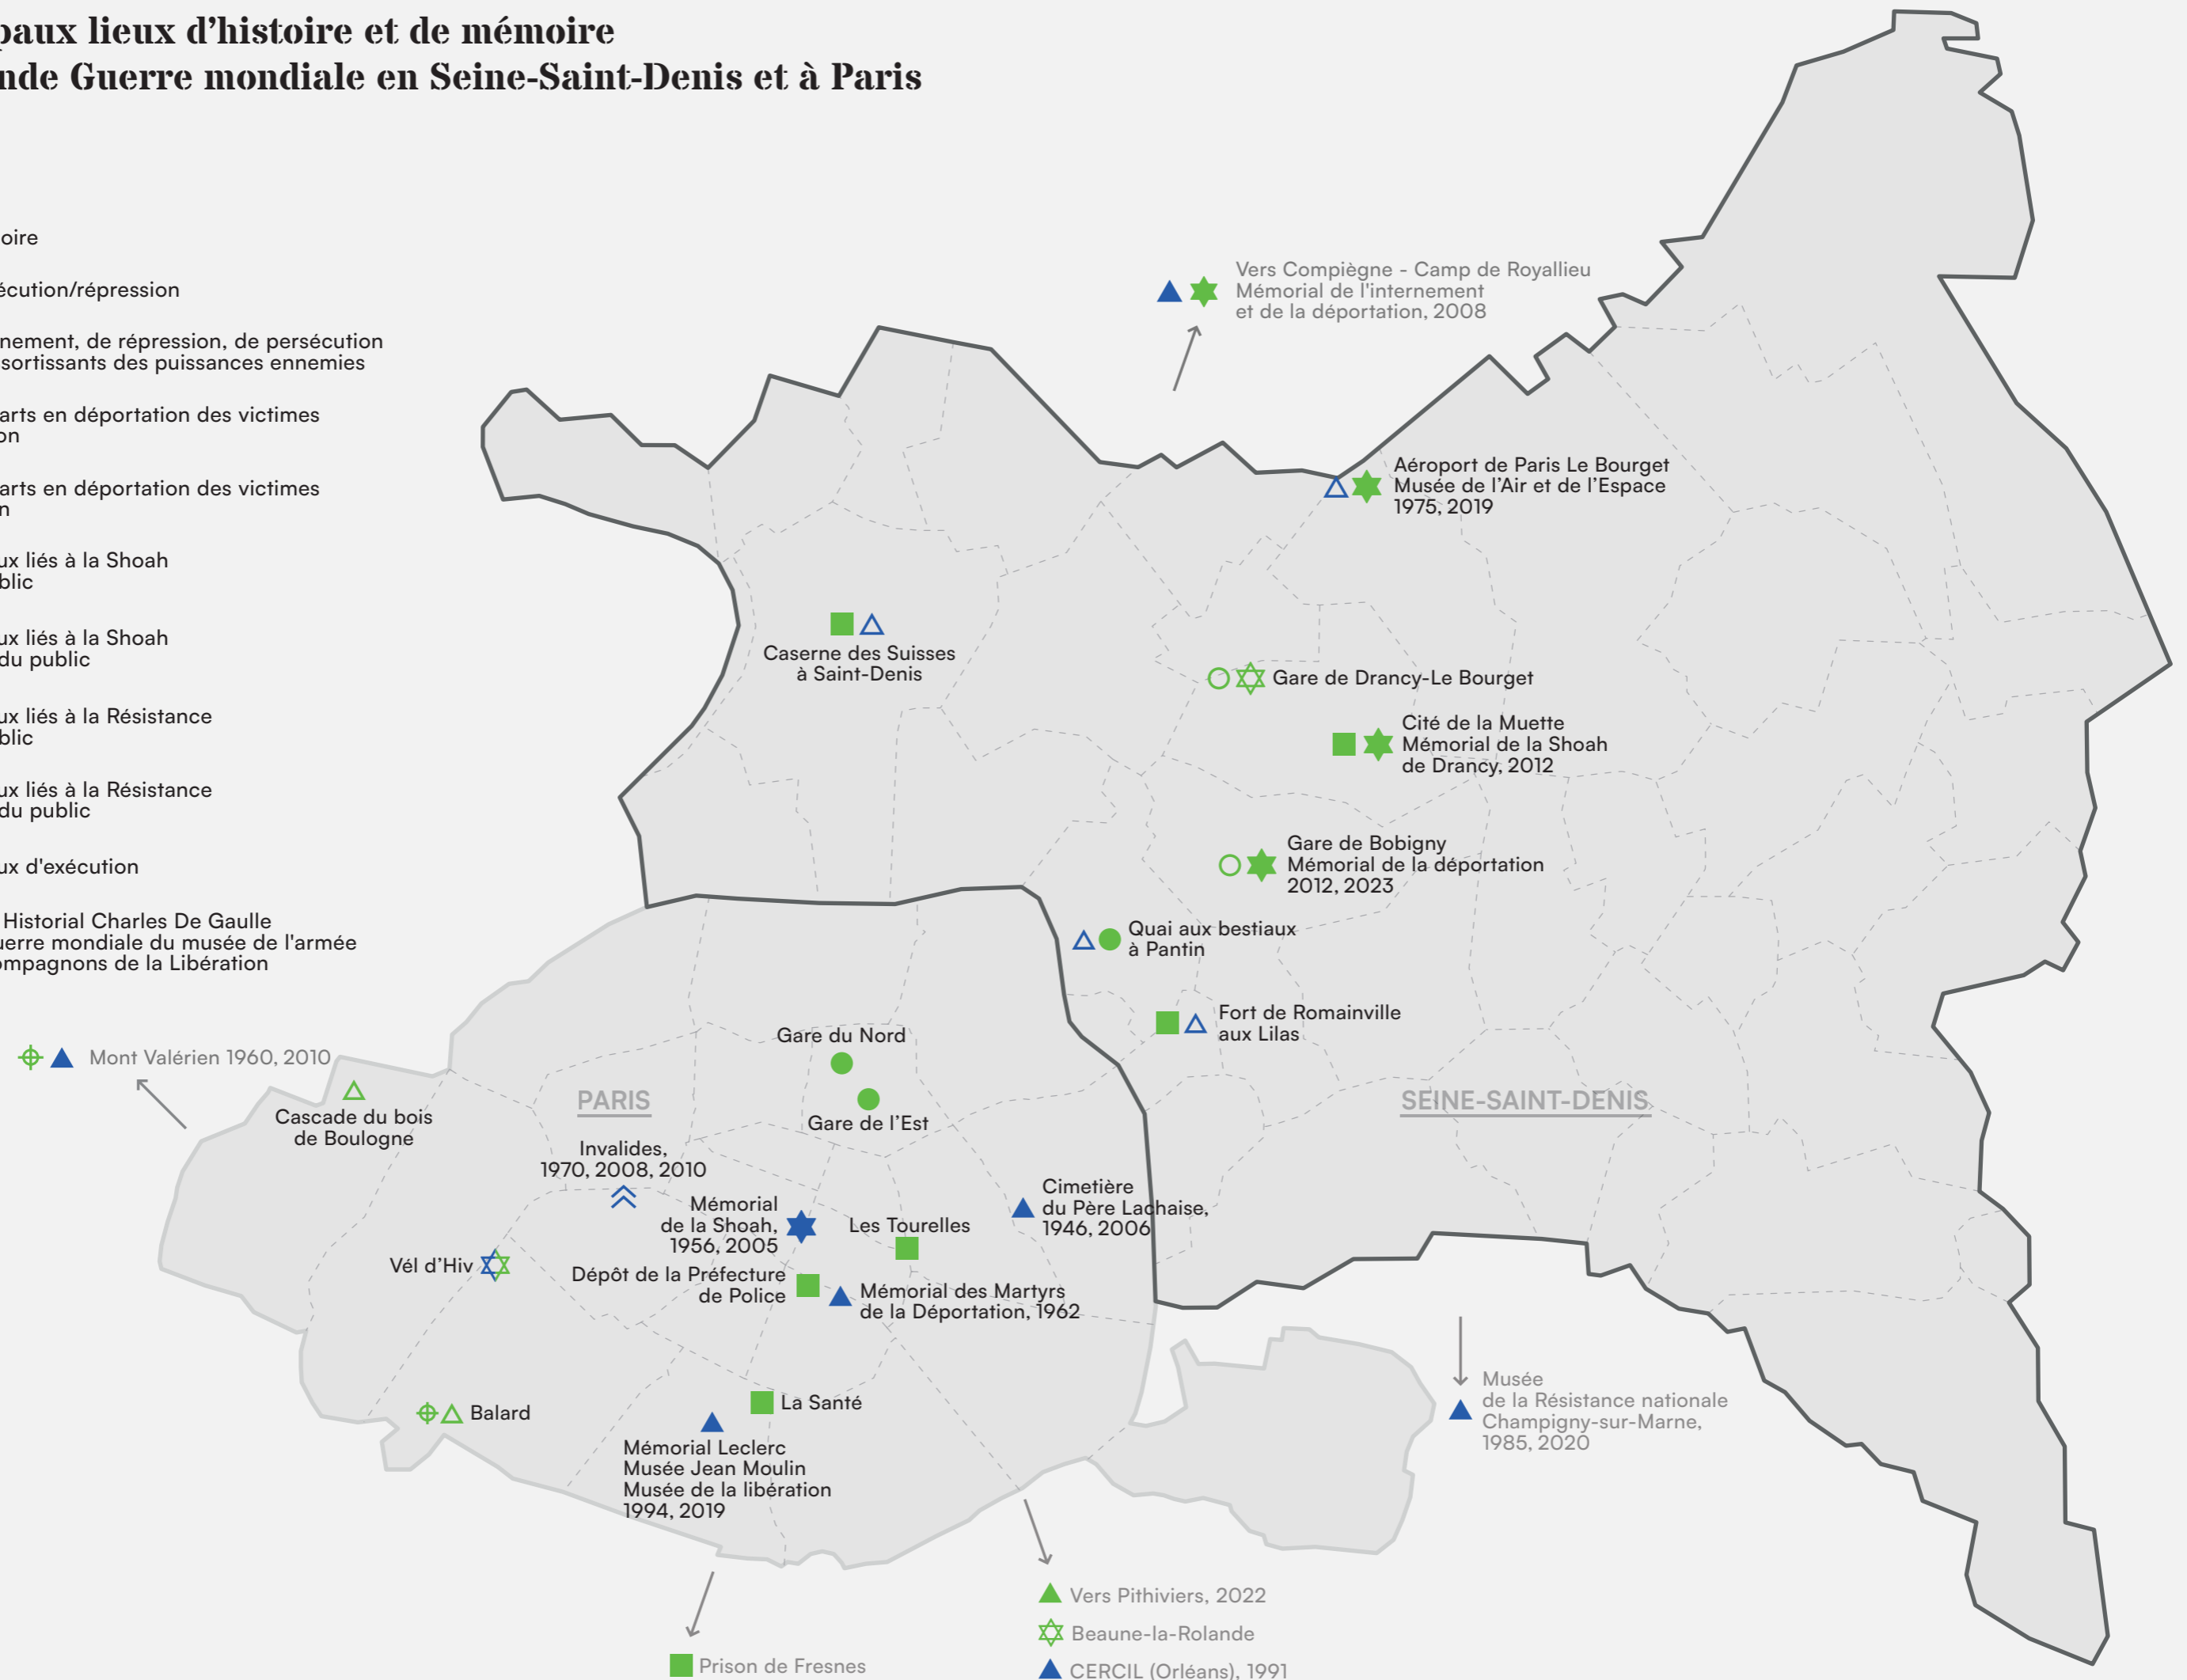 paux lieux d'histoire et de mémoire
nde Guerre mondiale en Seine-Saint-Denis et à Paris
oire
écution/répression
nement, de répression, de persécution
sortissants des puissances ennemies
arts en déportation des victimes
on
arts en déportation des victimes
n
ux liés à la Shoah
blic
ux liés à la Shoah
du public
ux liés à la Résistance
blic
ux liés à la Résistance
du public
ux d'exécution
Historial Charles De Gaulle
uerre mondiale du musée de l'armée
ompagnons de la Libération
Vers Compiègne - Camp de Royallieu
Mémorial de l'internement
et de la déportation, 2008
Aéroport de Paris Le Bourget
Musée de l'Air et de l'Espace
1975, 2019
Caserne des Suisses
à Saint-Denis
Gare de Drancy-Le Bourget
Cité de la Muette
Mémorial de la Shoah
de Drancy, 2012
Gare de Bobigny
Mémorial de la déportation
2012, 2023
Quai aux bestiaux
à Pantin
Fort de Romainville
aux Lilas
Mont Valérien 1960, 2010
Cascade du bois
de Boulogne
PARIS
SEINE-SAINT-DENIS
Gare du Nord
Gare de l'Est
Invalides,
1970, 2008, 2010
Mémorial
de la Shoah,
1956, 2005
Les Tourelles
Cimetière
du Père Lachaise,
1946, 2006
Vél d'Hiv
Dépôt de la Préfecture
de Police
Mémorial des Martyrs
de la Déportation, 1962
Balard
La Santé
Mémorial Leclerc
Musée Jean Moulin
Musée de la libération
1994, 2019
Musée
de la Résistance nationale
Champigny-sur-Marne,
1985, 2020
Vers Pithiviers, 2022
Beaune-la-Rolande
CERCIL (Orléans), 1991
Prison de Fresnes